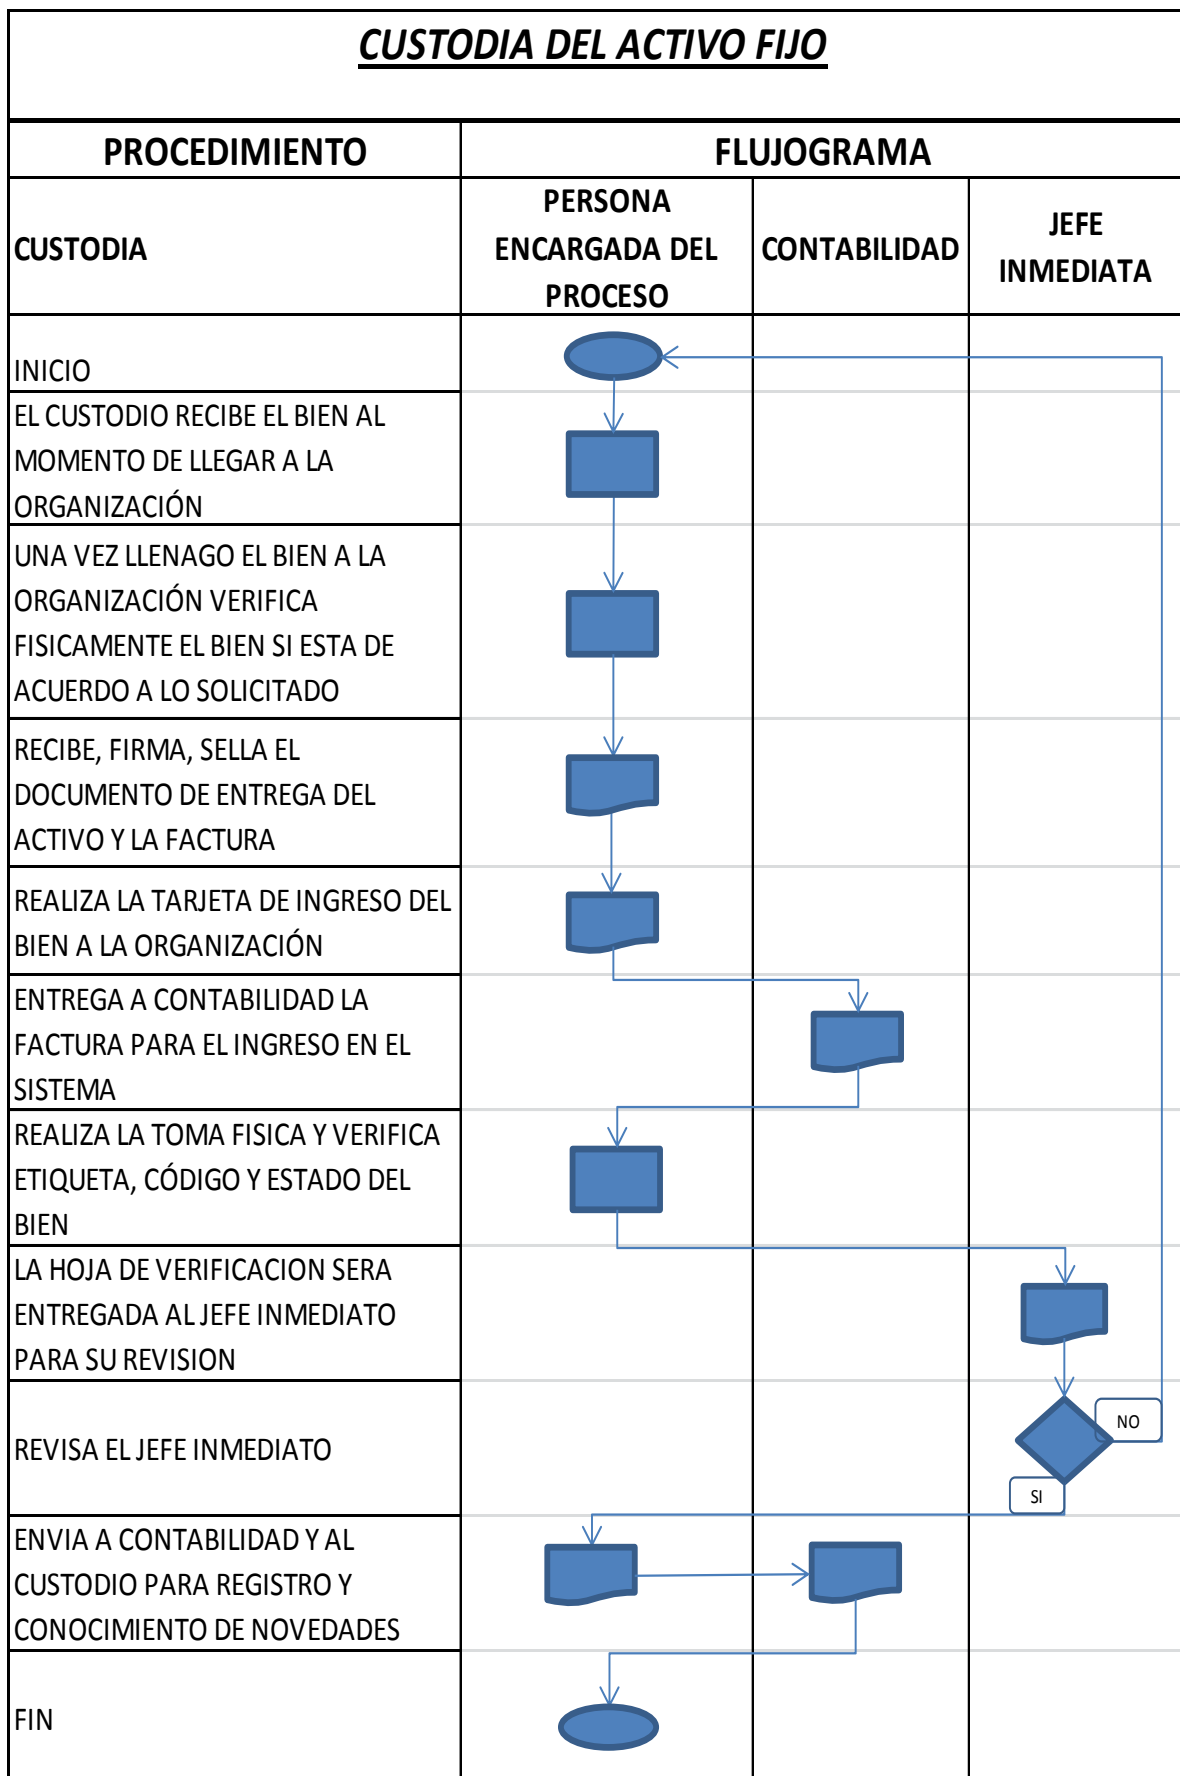 CUSTODIA DEL ACTIVO FIJO
PROCEDIMIENTO
FLUJOGRAMA
CUSTODIA
PERSONA
ENCARGADA DEL
PROCESO
CONTABILIDAD
JEFE
INMEDIATA
INICIO
EL CUSTODIO RECIBE EL BIEN AL
MOMENTO DE LLEGAR A LA
ORGANIZACIÓN
UNA VEZ LLENAGO EL BIEN A LA
ORGANIZACIÓN VERIFICA
FISICAMENTE EL BIEN SI ESTA DE
ACUERDO A LO SOLICITADO
RECIBE, FIRMA, SELLA EL
DOCUMENTO DE ENTREGA DEL
ACTIVO Y LA FACTURA
REALIZA LA TARJETA DE INGRESO DEL
BIEN A LA ORGANIZACIÓN
ENTREGA A CONTABILIDAD LA
FACTURA PARA EL INGRESO EN EL
SISTEMA
REALIZA LA TOMA FISICA Y VERIFICA
ETIQUETA, CÓDIGO Y ESTADO DEL
BIEN
LA HOJA DE VERIFICACION SERA
ENTREGADA AL JEFE INMEDIATO
PARA SU REVISION
REVISA EL JEFE INMEDIATO
NO
SI
ENVIA A CONTABILIDAD Y AL
CUSTODIO PARA REGISTRO Y
CONOCIMIENTO DE NOVEDADES
FIN